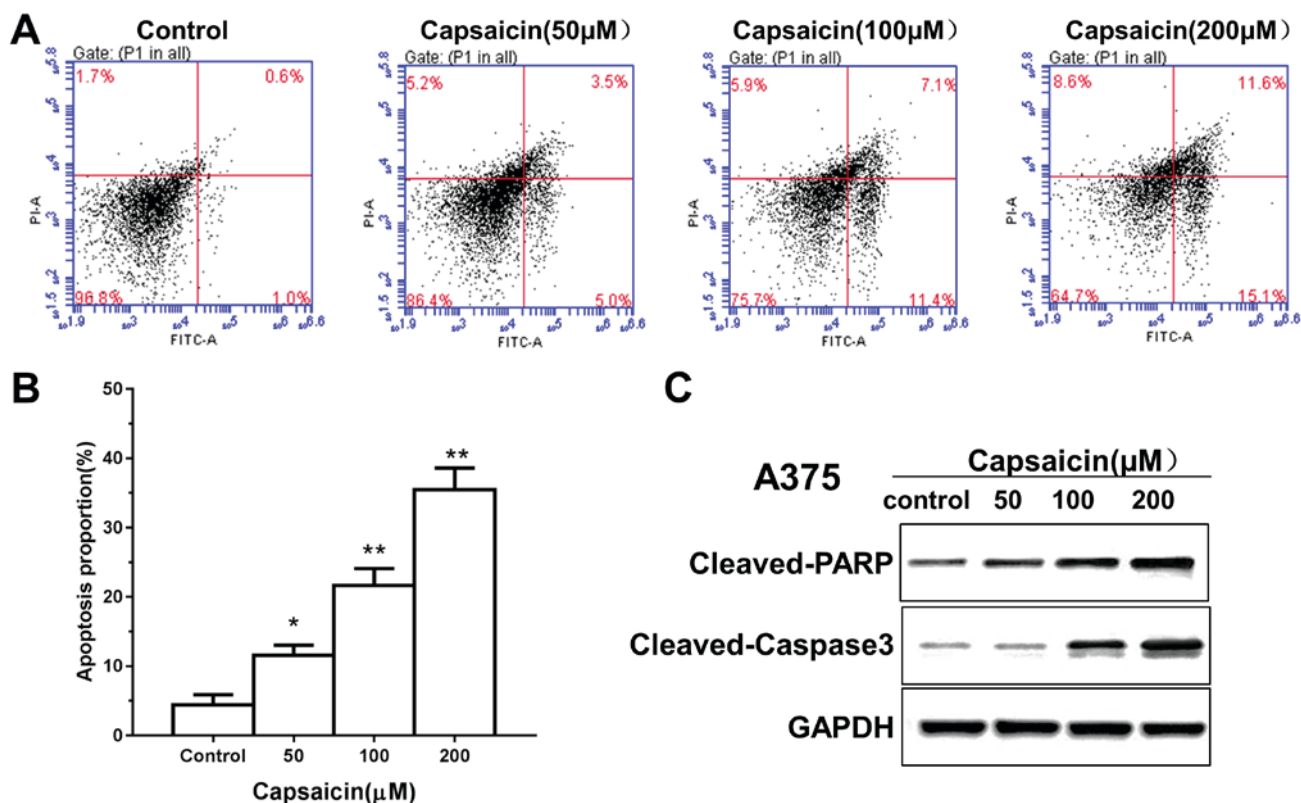 A
Control
Capsaicin(50μM）
Capsaicin(100μM）
Capsaicin(200μM）
Gate: (P1 in all)
1.7% 0.6%
96.8% 1.0%
PI-A
FITC-A
Gate: (P1 in all)
5.2% 3.5%
86.4% 5.0%
PI-A
FITC-A
Gate: (P1 in all)
5.9% 7.1%
75.7% 11.4%
PI-A
FITC-A
Gate: (P1 in all)
8.6% 11.6%
64.7% 15.1%
PI-A
FITC-A
B
Apoptosis proportion(%)
50
40
30
20
10
0
*
**
**
Control 50 100 200
Capsaicin(μM)
C
A375
Capsaicin(μM）
control 50 100 200
Cleaved-PARP
Cleaved-Caspase3
GAPDH